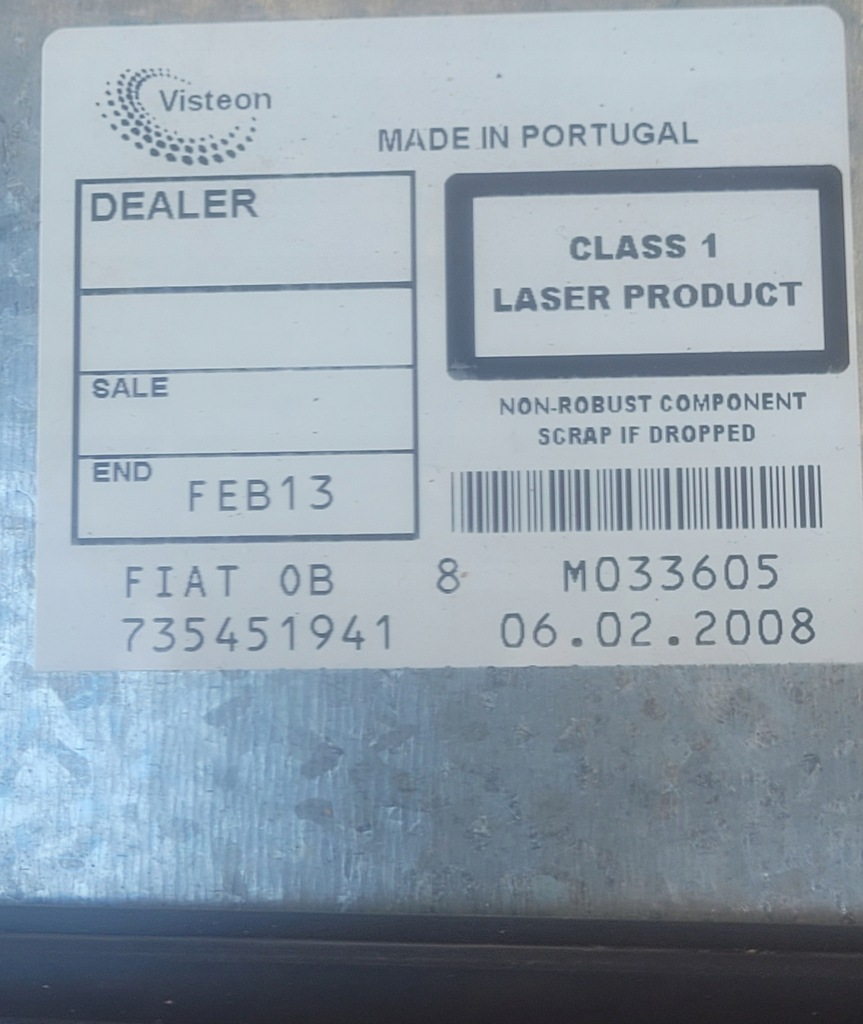 Visteon
MADE IN PORTUGAL
DEALER
CLASS 1
LASER PRODUCT
SALE
NON-ROBUST COMPONENT
SCRAP IF DROPPED
END FEB13
FIAT 0B 8 M033605
735451941 06.02.2008